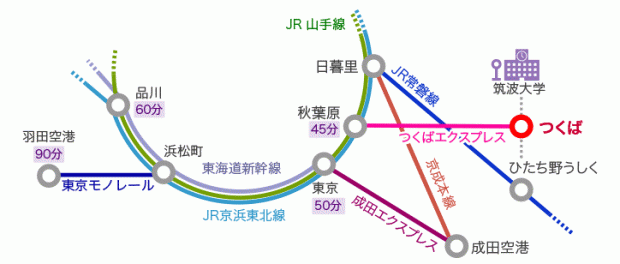 JR山手線
日暮里
JR常磐線
筑波大学
品川
60分
秋葉原
45分
つくばエクスプレス
つくば
羽田空港
90分
浜松町
東海道新幹線
東京
50分
京成本線
ひたち野うしく
東京モノレール
JR京浜東北線
成田エクスプレス
成田空港